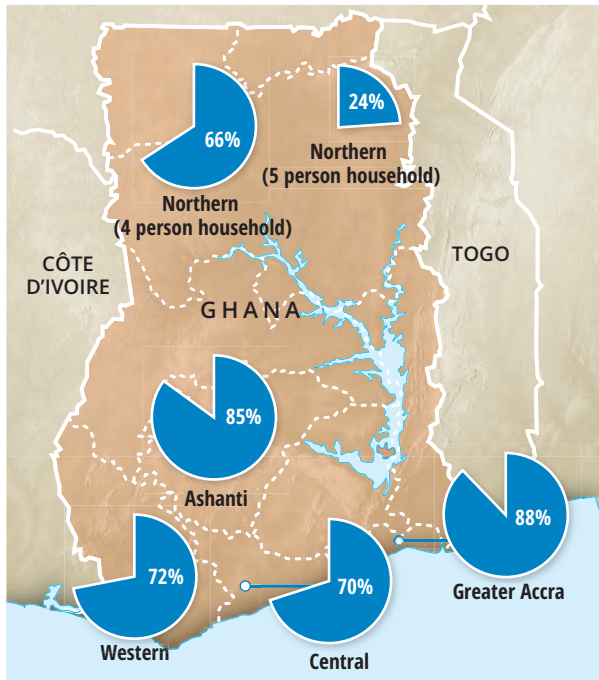 66%
Northern
(4 person household)
24%
Northern
(5 person household)
CÔTE
D'IVOIRE
TOGO
GHANA
85%
Ashanti
88%
Greater Accra
72%
Western
70%
Central